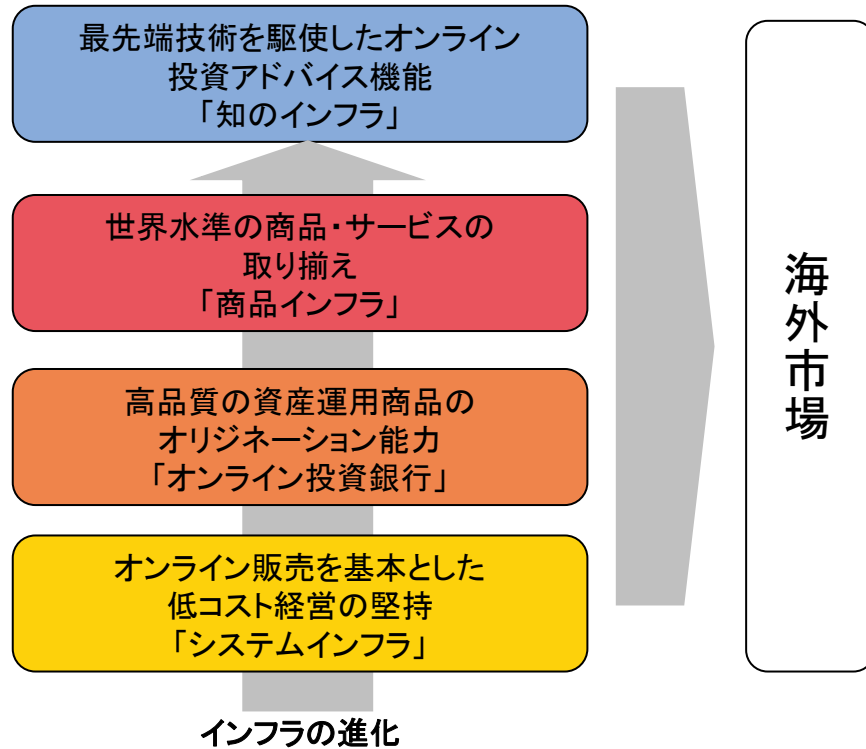 最先端技術を駆使したオンライン
投資アドバイス機能
「知のインフラ」
世界水準の商品・サービスの
取り揃え
「商品インフラ」
高品質の資産運用商品の
オリジネーション能力
「オンライン投資銀行」
オンライン販売を基本とした
低コスト経営の堅持
「システムインフラ」
インフラの進化
海外市場